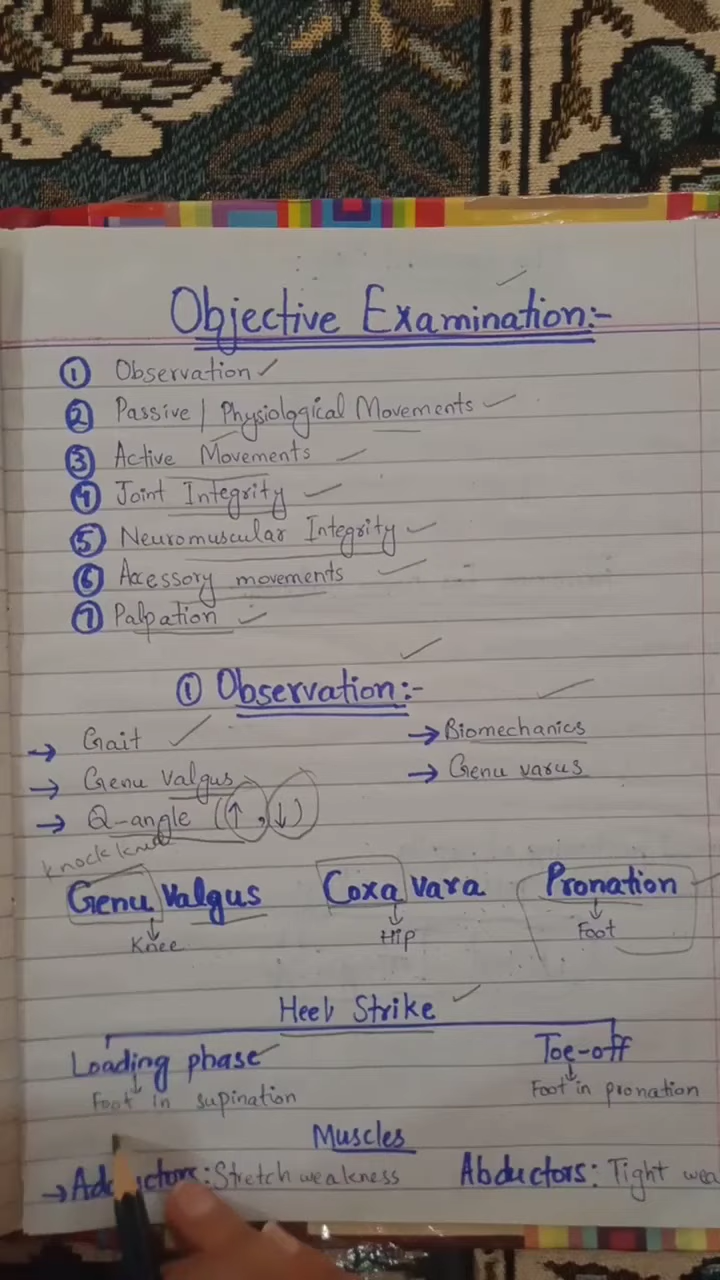 Objective Examination:-
① Observation ✓
② Passive / Physiological Movements ✓
③ Active Movements ✓
④ Joint Integrity ✓
⑤ Neuromuscular Integrity ✓
⑥ Accessory movements ✓
⑦ Palpation ✓
① Observation:-
→ Gait ✓ → Biomechanics
→ Genu Valgus → Genu varus
→ Q-angle (↑, ↓)
knock knee
Genu Valgus Coxa vara Pronation
↓ Knee ↓ Hip ↓ Foot
Heel Strike ✓
Loading phase Toe-off
↓ Foot in supination ↓ Foot in pronation
Muscles
→ Adductors: Stretch weakness Abductors: Tight